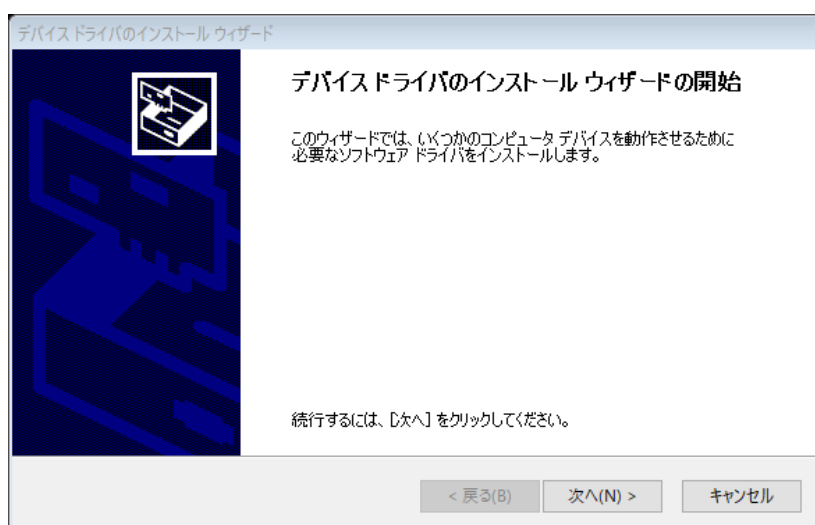 デバイス ドライバのインストール ウィザード
デバイス ドライバのインストール ウィザードの開始
このウィザードでは、いくつかのコンピュータ デバイスを動作させるために
必要なソフトウェア ドライバをインストールします。
続行するには、[次へ] をクリックしてください。
< 戻る(B)
次へ(N) >
キャンセル